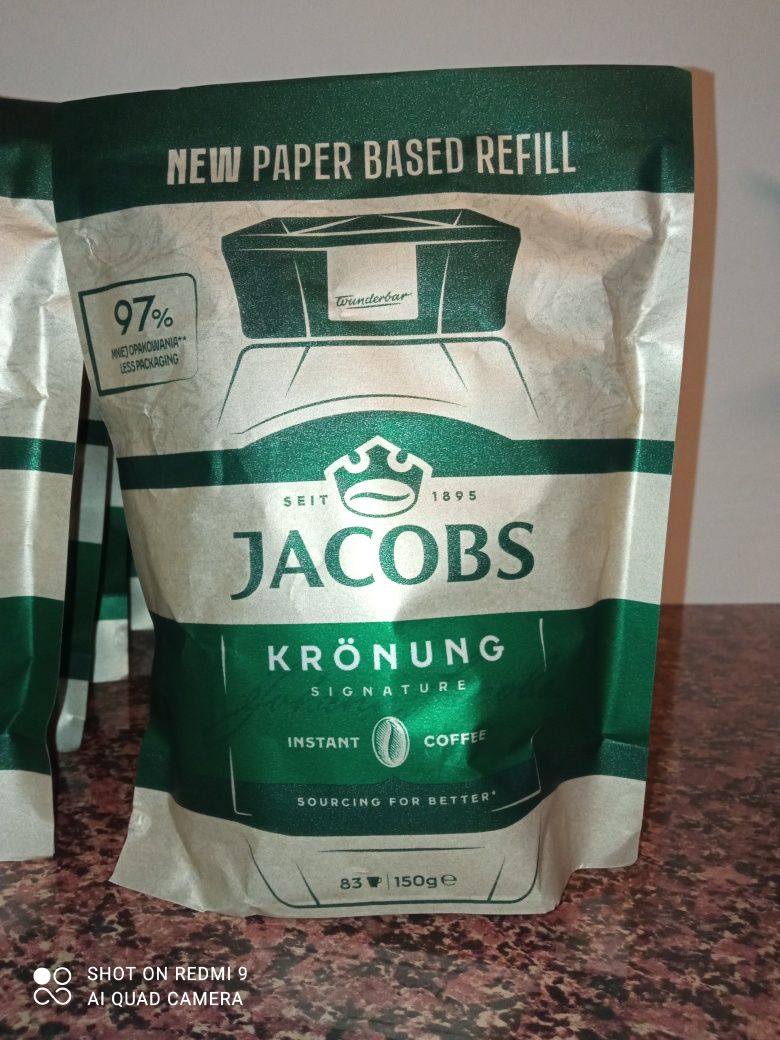 NEW PAPER BASED REFILL
wunderbar
97%
MNIEJ OPAKOWANIA**
LESS PACKAGING
SEIT 1895
JACOBS
KRÖNUNG
SIGNATURE
INSTANT COFFEE
SOURCING FOR BETTER*
83 150g ℮
SHOT ON REDMI 9
AI QUAD CAMERA